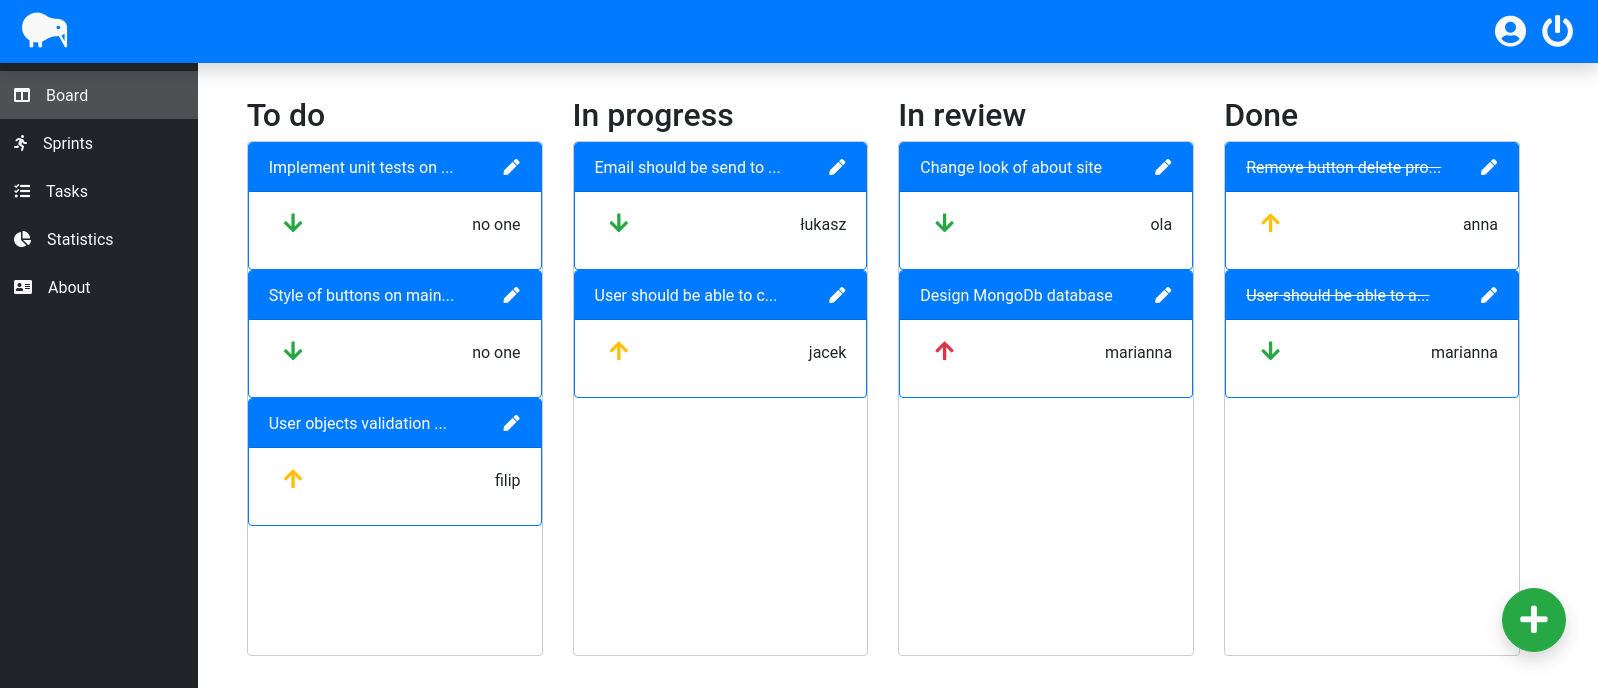 Board
Sprints
Tasks
Statistics
About
To do
Implement unit tests on ...
no one
Style of buttons on main...
no one
User objects validation ...
filip
In progress
Email should be send to ...
łukasz
User should be able to c...
jacek
In review
Change look of about site
ola
Design MongoDb database
marianna
Done
Remove button delete pro...
anna
User should be able to a...
marianna